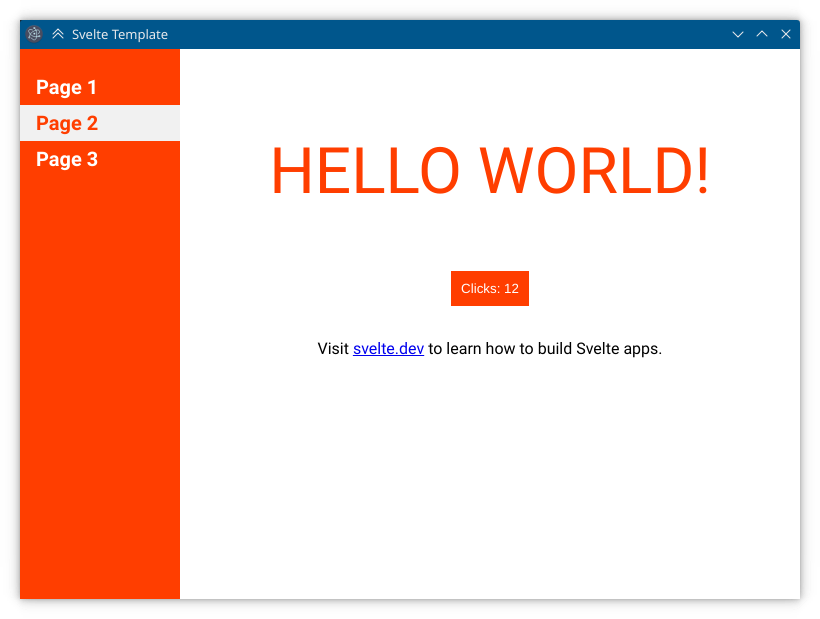 Svelte Template
Page 1
Page 2
Page 3
HELLO WORLD!
Clicks: 12
Visit svelte.dev to learn how to build Svelte apps.